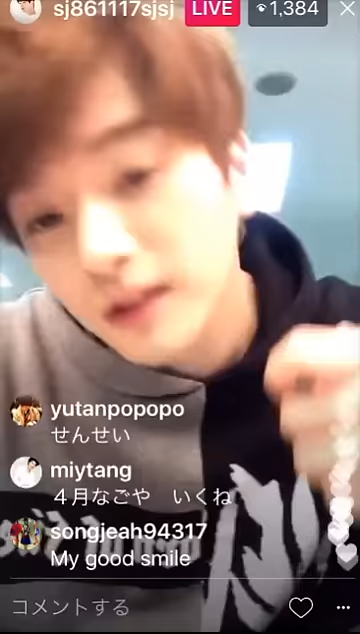 sj861117sjsj
LIVE
1,384
yutanpopopo
せんせい
miytang
4月なごや　いくね
songjeah94317
My good smile
コメントする